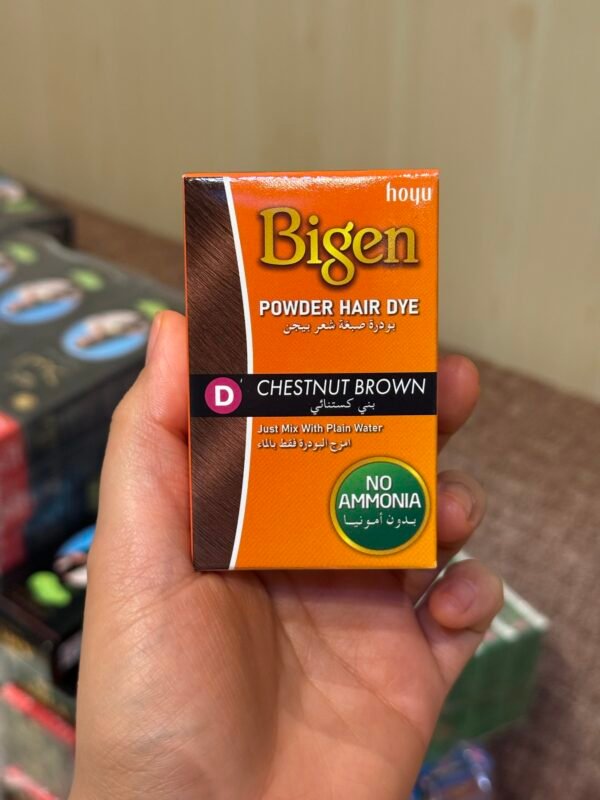 hoyu
Bigen
POWDER HAIR DYE
بودرة صبغة شعر بيجن
D'
CHESTNUT BROWN
بني كستنائي
Just Mix With Plain Water
امزج البودرة فقط بالماء
NO
AMMONIA
بدون أمونيا